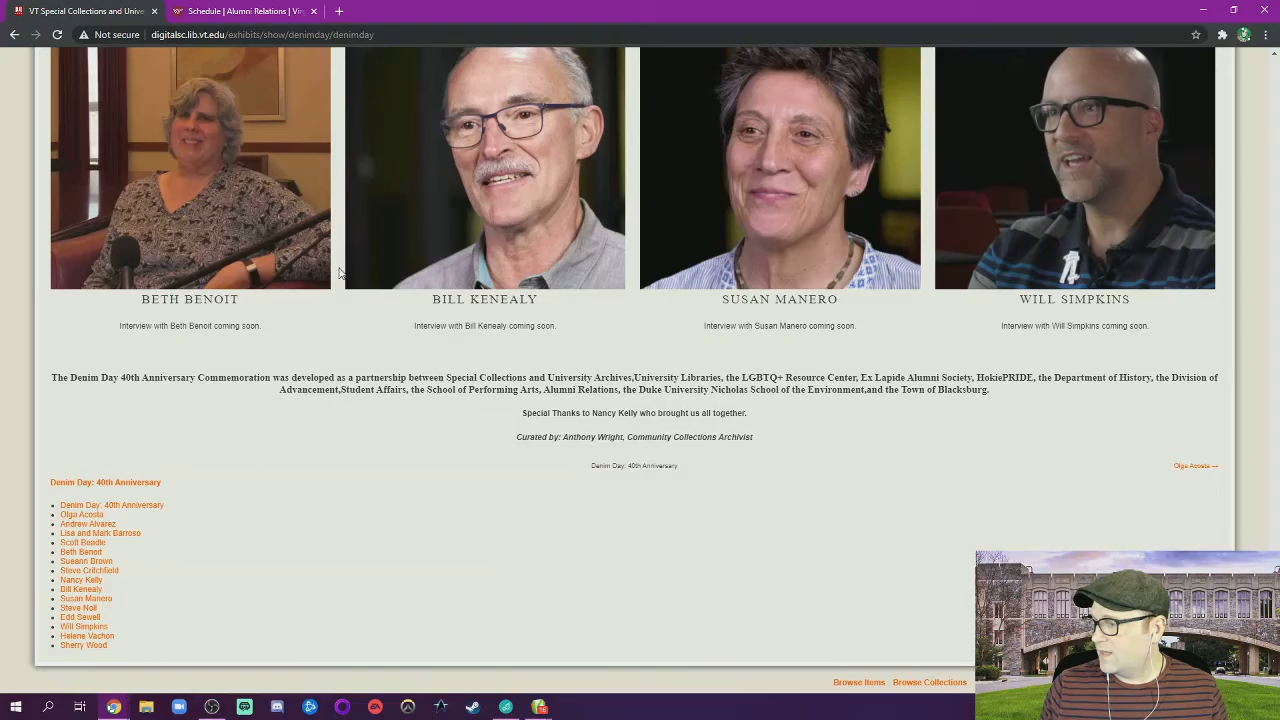 VT Special Collections Univer
Schedule | Alumni Relations | Virg
Not secure | digitalsc.lib.vt.edu/exhibits/show/denimday/denimday
BETH BENOIT
BILL KENEALY
SUSAN MANERO
WILL SIMPKINS
Interview with Beth Benoit coming soon.
Interview with Bill Kenealy coming soon.
Interview with Susan Manero coming soon.
Interview with Will Simpkins coming soon.
The Denim Day 40th Anniversary Commemoration was developed as a partnership between Special Collections and University Archives,University Libraries, the LGBTQ+ Resource Center, Ex Lapide Alumni Society, HokiePRIDE, the Department of History, the Division of
Advancement,Student Affairs, the School of Performing Arts, Alumni Relations, the Duke University Nicholas School of the Environment,and the Town of Blacksburg.
Special Thanks to Nancy Kelly who brought us all together.
Curated by: Anthony Wright, Community Collections Archivist
Denim Day: 40th Anniversary
Olga Acosta →
Denim Day: 40th Anniversary
Denim Day: 40th Anniversary
Olga Acosta
Andrew Alvarez
Lisa and Mark Barroso
Scott Beadle
Beth Benoit
Sueann Brown
Steve Critchfield
Nancy Kelly
Bill Kenealy
Susan Manero
Steve Noll
Edd Sewell
Will Simpkins
Helene Vachon
Sherry Wood
Browse Items
Browse Collections